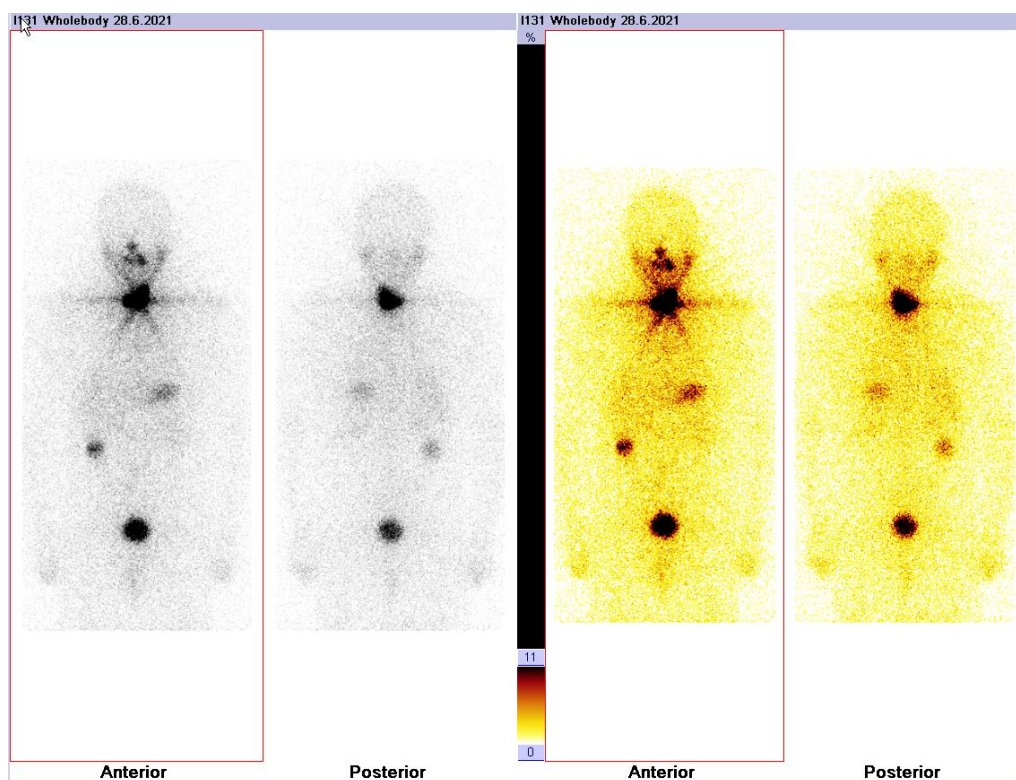 I131 Wholebody 28.6.2021
I131 Wholebody 28.6.2021
%
11
0
Anterior
Posterior
Anterior
Posterior